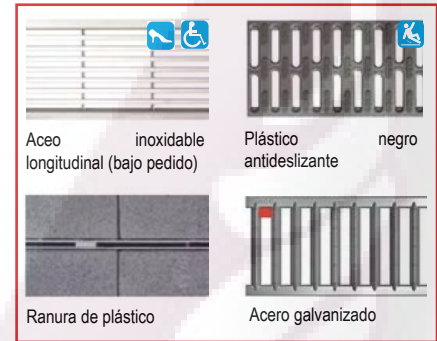 Aceo inoxidable
longitudinal (bajo pedido)
Plástico negro
antideslizante
Ranura de plástico
Acero galvanizado